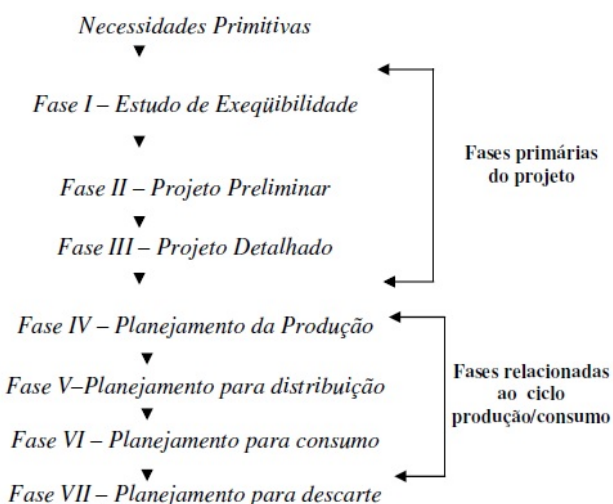 Necessidades Primitivas
Fase I – Estudo de Exeqüibilidade
Fases primárias
do projeto
Fase II – Projeto Preliminar
Fase III – Projeto Detalhado
Fase IV – Planejamento da Produção
Fases relacionadas
ao ciclo
produção/consumo
Fase V–Planejamento para distribuição
Fase VI – Planejamento para consumo
Fase VII – Planejamento para descarte